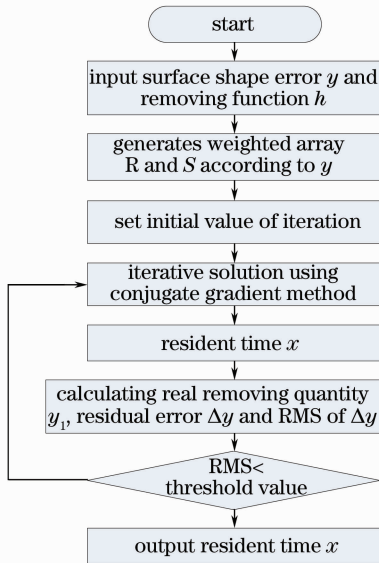 start
input surface shape error y and
removing function h
generates weighted array
R and S according to y
set initial value of iteration
iterative solution using
conjugate gradient method
resident time x
calculating real removing quantity
y₁, residual error Δy and RMS of Δy
RMS<
threshold value
output resident time x